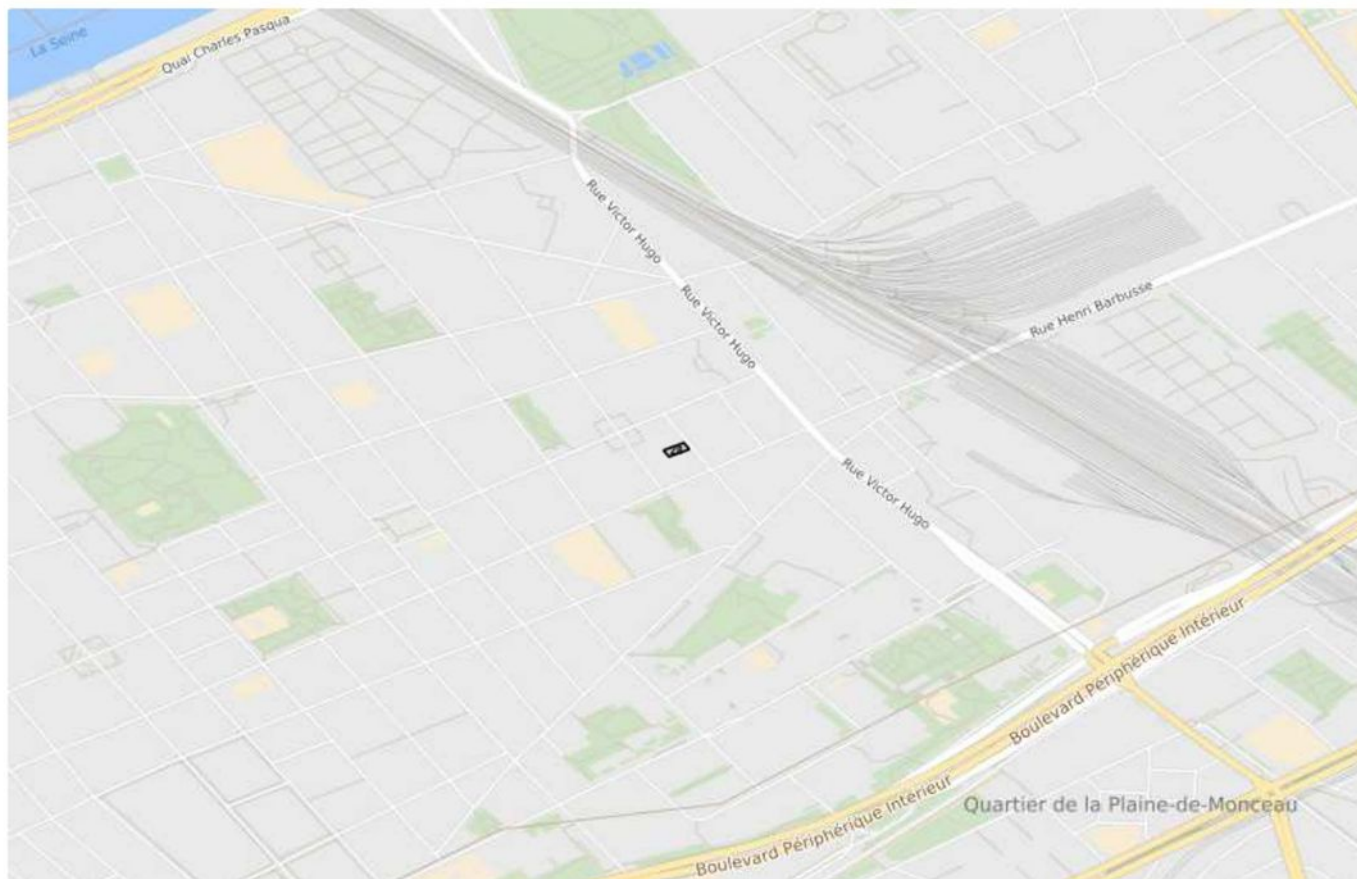 La Seine
Quai Charles Pasqua
Rue Victor Hugo
Rue Victor Hugo
Rue Henri Barbusse
Rue Victor Hugo
Boulevard Périphérique Intérieur
Quartier de la Plaine-de-Monceau
Boulevard Périphérique Intérieur